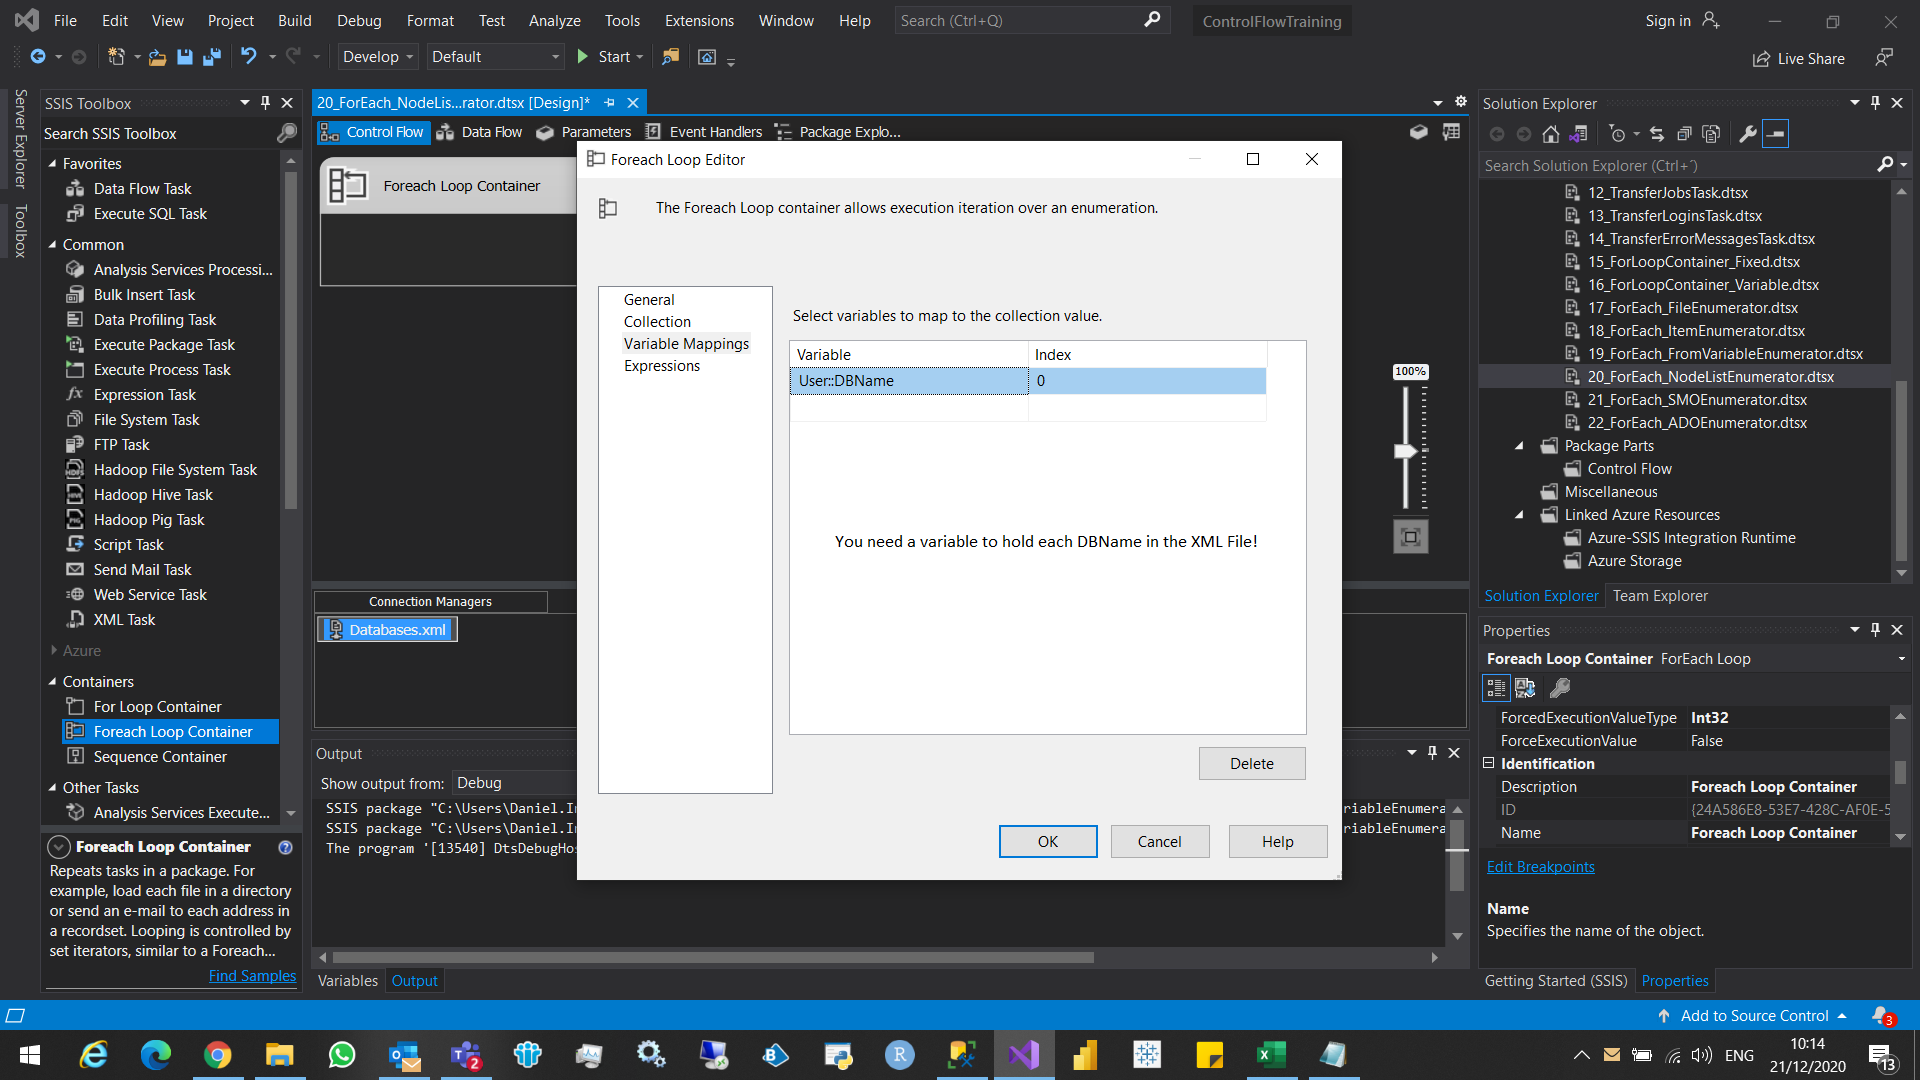 File Edit View Project Build Debug Format Test Analyze Tools Extensions Window Help Search (Ctrl+Q) ControlFlowTraining Sign in
Develop Default Start Live Share
Server Explorer
Toolbox
SSIS Toolbox
Search SSIS Toolbox
Favorites
Data Flow Task
Execute SQL Task
Common
Analysis Services Processi...
Bulk Insert Task
Data Profiling Task
Execute Package Task
Execute Process Task
Expression Task
File System Task
FTP Task
Hadoop File System Task
Hadoop Hive Task
Hadoop Pig Task
Script Task
Send Mail Task
Web Service Task
XML Task
Azure
Containers
For Loop Container
Foreach Loop Container
Sequence Container
Other Tasks
Analysis Services Execute...
Foreach Loop Container
Repeats tasks in a package. For
example, load each file in a directory
or send an e-mail to each address in
a recordset. Looping is controlled by
set iterators, similar to a Foreach...
Find Samples
20_ForEach_NodeLis...rator.dtsx [Design]*
Control Flow Data Flow Parameters Event Handlers Package Explo...
Foreach Loop Container
100%
Connection Managers
Databases.xml
Foreach Loop Editor
The Foreach Loop container allows execution iteration over an enumeration.
General
Collection
Variable Mappings
Expressions
Select variables to map to the collection value.
Variable Index
User::DBName 0
You need a variable to hold each DBName in the XML File!
Delete
OK Cancel Help
Output
Show output from: Debug
SSIS package "C:\Users\Daniel.In riableEnumera
SSIS package "C:\Users\Daniel.In riableEnumera
The program '[13540] DtsDebugHos
Variables Output
Solution Explorer
Search Solution Explorer (Ctrl+´)
12_TransferJobsTask.dtsx
13_TransferLoginsTask.dtsx
14_TransferErrorMessagesTask.dtsx
15_ForLoopContainer_Fixed.dtsx
16_ForLoopContainer_Variable.dtsx
17_ForEach_FileEnumerator.dtsx
18_ForEach_ItemEnumerator.dtsx
19_ForEach_FromVariableEnumerator.dtsx
20_ForEach_NodeListEnumerator.dtsx
21_ForEach_SMOEnumerator.dtsx
22_ForEach_ADOEnumerator.dtsx
Package Parts
Control Flow
Miscellaneous
Linked Azure Resources
Azure-SSIS Integration Runtime
Azure Storage
Solution Explorer Team Explorer
Properties
Foreach Loop Container ForEach Loop
ForcedExecutionValueType Int32
ForceExecutionValue False
Identification
Description Foreach Loop Container
ID {24A586E8-53E7-428C-AF0E-5
Name Foreach Loop Container
Edit Breakpoints
Name
Specifies the name of the object.
Getting Started (SSIS) Properties
Add to Source Control 3
2 ENG 10:14
21/12/2020 13